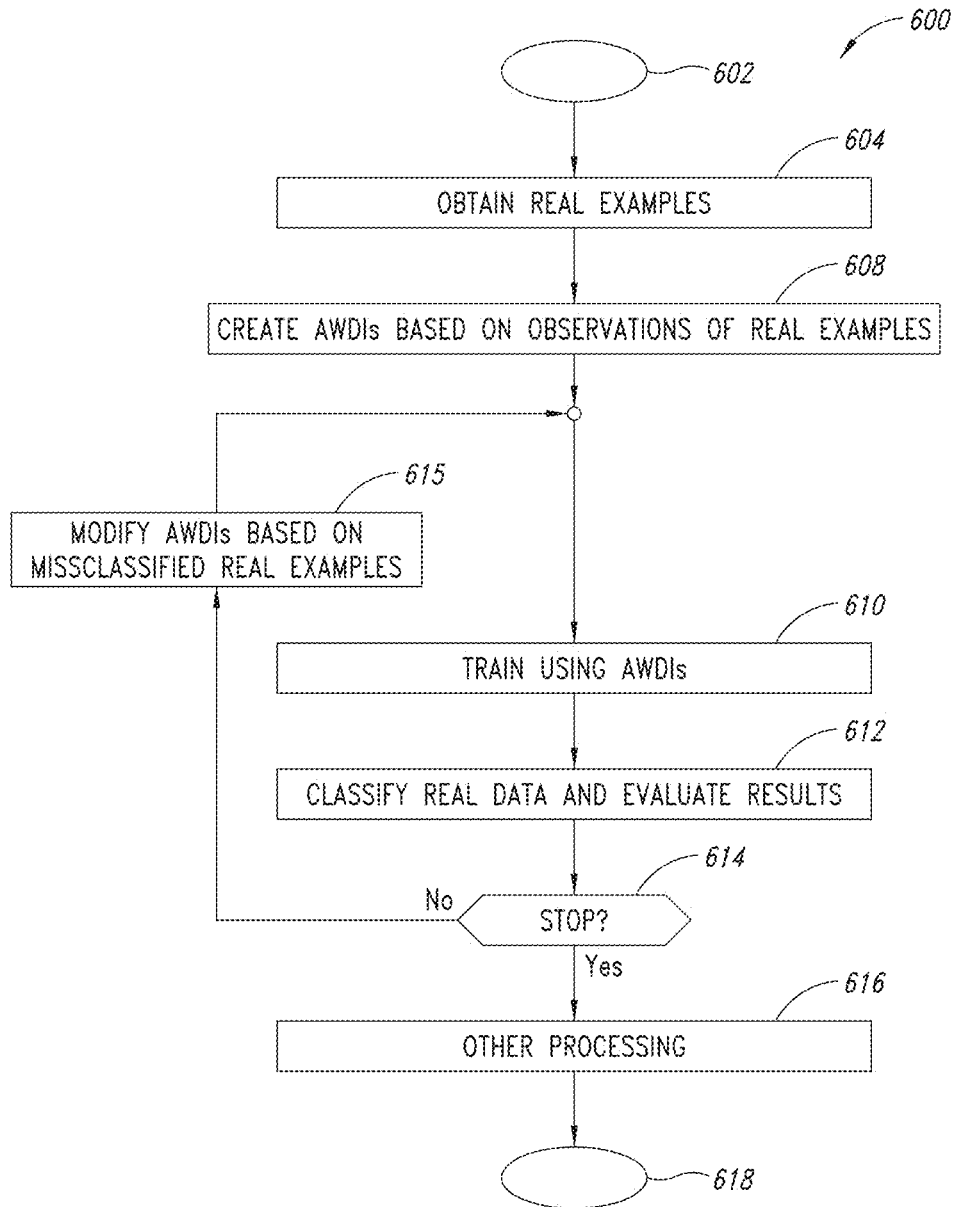 600
602
604
OBTAIN REAL EXAMPLES
608
CREATE AWDIs BASED ON OBSERVATIONS OF REAL EXAMPLES
615
MODIFY AWDIs BASED ON
MISSCLASSIFIED REAL EXAMPLES
610
TRAIN USING AWDIs
612
CLASSIFY REAL DATA AND EVALUATE RESULTS
614
No
STOP?
Yes
616
OTHER PROCESSING
618